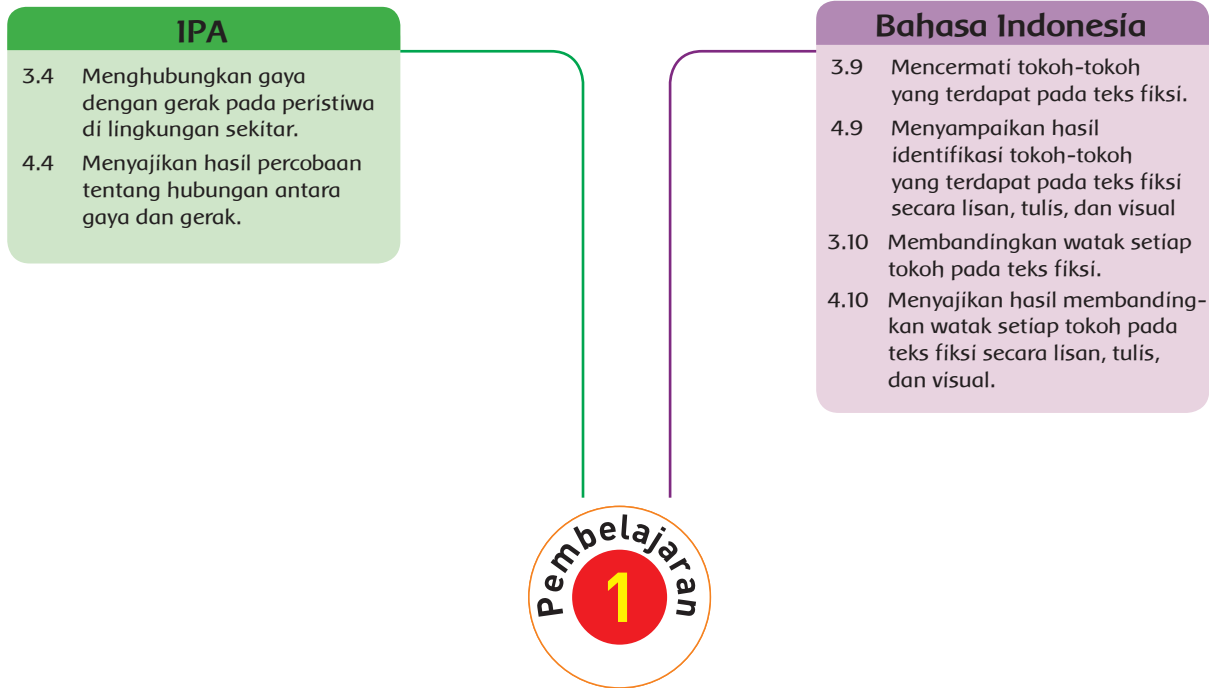 IPA
3.4 Menghubungkan gaya
dengan gerak pada peristiwa
di lingkungan sekitar.
4.4 Menyajikan hasil percobaan
tentang hubungan antara
gaya dan gerak.
Bahasa Indonesia
3.9 Mencermati tokoh-tokoh
yang terdapat pada teks fiksi.
4.9 Menyampaikan hasil
identifikasi tokoh-tokoh
yang terdapat pada teks fiksi
secara lisan, tulis, dan visual
3.10 Membandingkan watak setiap
tokoh pada teks fiksi.
4.10 Menyajikan hasil membanding-
kan watak setiap tokoh pada
teks fiksi secara lisan, tulis,
dan visual.
Pembelajaran
1